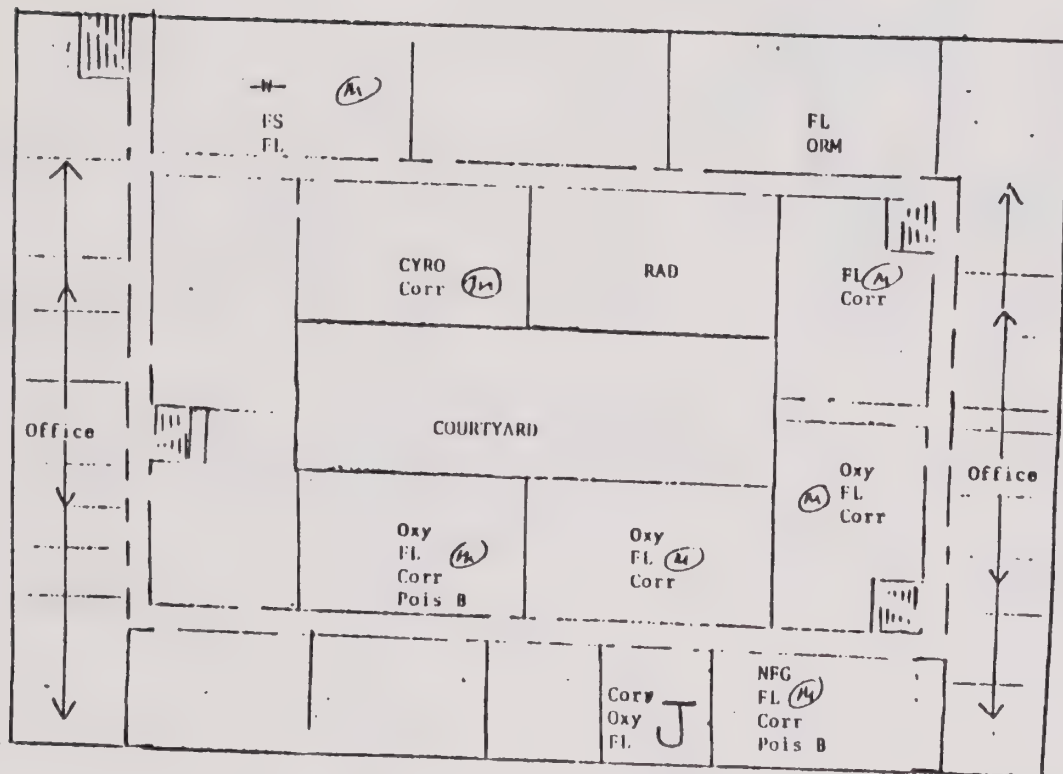 N
M
FS
FL
FL
ORM
CYRO
Corr
m
RAD
FL M
Corr
Office
COURTYARD
Office
Oxy
M FL
Corr
Oxy
FL M
Corr
Pois B
Oxy
FL M
Corr
Corr
Oxy
FL
J
NFG
FL M
Corr
Pois B